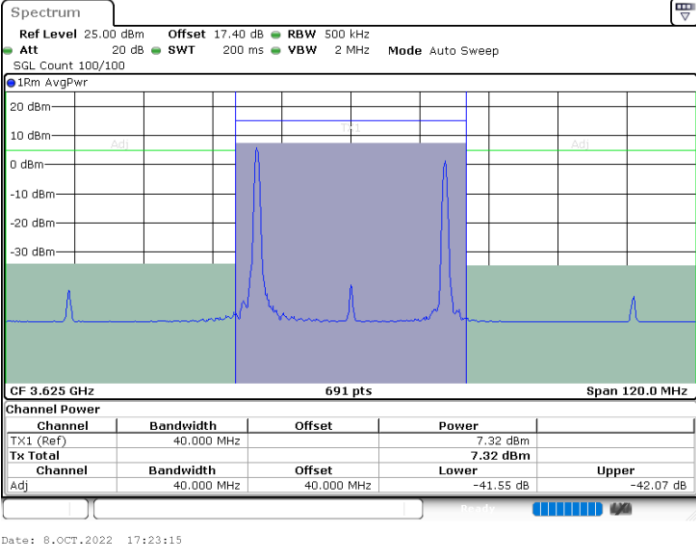 Spectrum
Ref Level 25.00 dBm Offset 17.40 dB RBW 500 kHz
Att 20 dB SWT 200 ms VBW 2 MHz Mode Auto Sweep
SGL Count 100/100
1Rm AvgPwr
20 dBm
TX1
10 dBm
Adj Adj
0 dBm
-10 dBm
-20 dBm
-30 dBm
CF 3.625 GHz 691 pts Span 120.0 MHz
Channel Power
Channel Bandwidth Offset Power
TX1 (Ref) 40.000 MHz 7.32 dBm
Tx Total 7.32 dBm
Channel Bandwidth Offset Lower Upper
Adj 40.000 MHz 40.000 MHz -41.55 dB -42.07 dB
Ready
Date: 8.OCT.2022 17:23:15